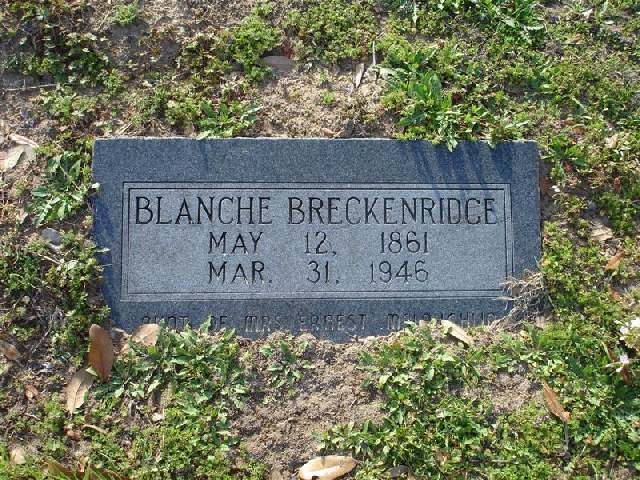 BLANCHE BRECKENRIDGE
MAY 12, 1861
MAR. 31, 1946
OF MRS. ERNEST